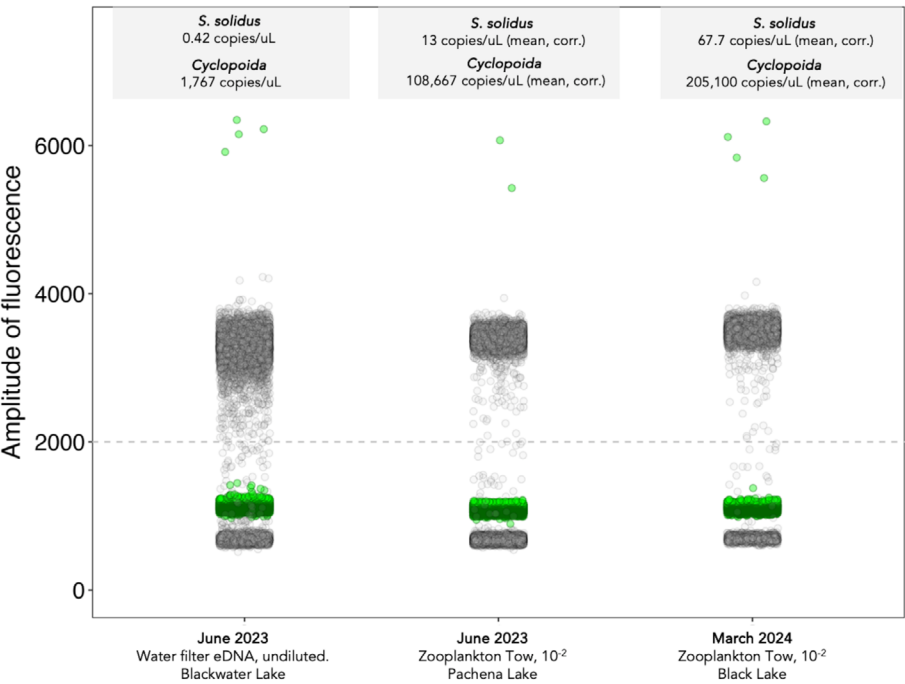 S. solidus
0.42 copies/uL
Cyclopoida
1,767 copies/uL
S. solidus
13 copies/uL (mean, corr.)
Cyclopoida
108,667 copies/uL (mean, corr.)
S. solidus
67.7 copies/uL (mean, corr.)
Cyclopoida
205,100 copies/uL (mean, corr.)
Amplitude of fluorescence
6000
4000
2000
0
June 2023
Water filter eDNA, undiluted.
Blackwater Lake
June 2023
Zooplankton Tow, 10⁻²
Pachena Lake
March 2024
Zooplankton Tow, 10⁻²
Black Lake